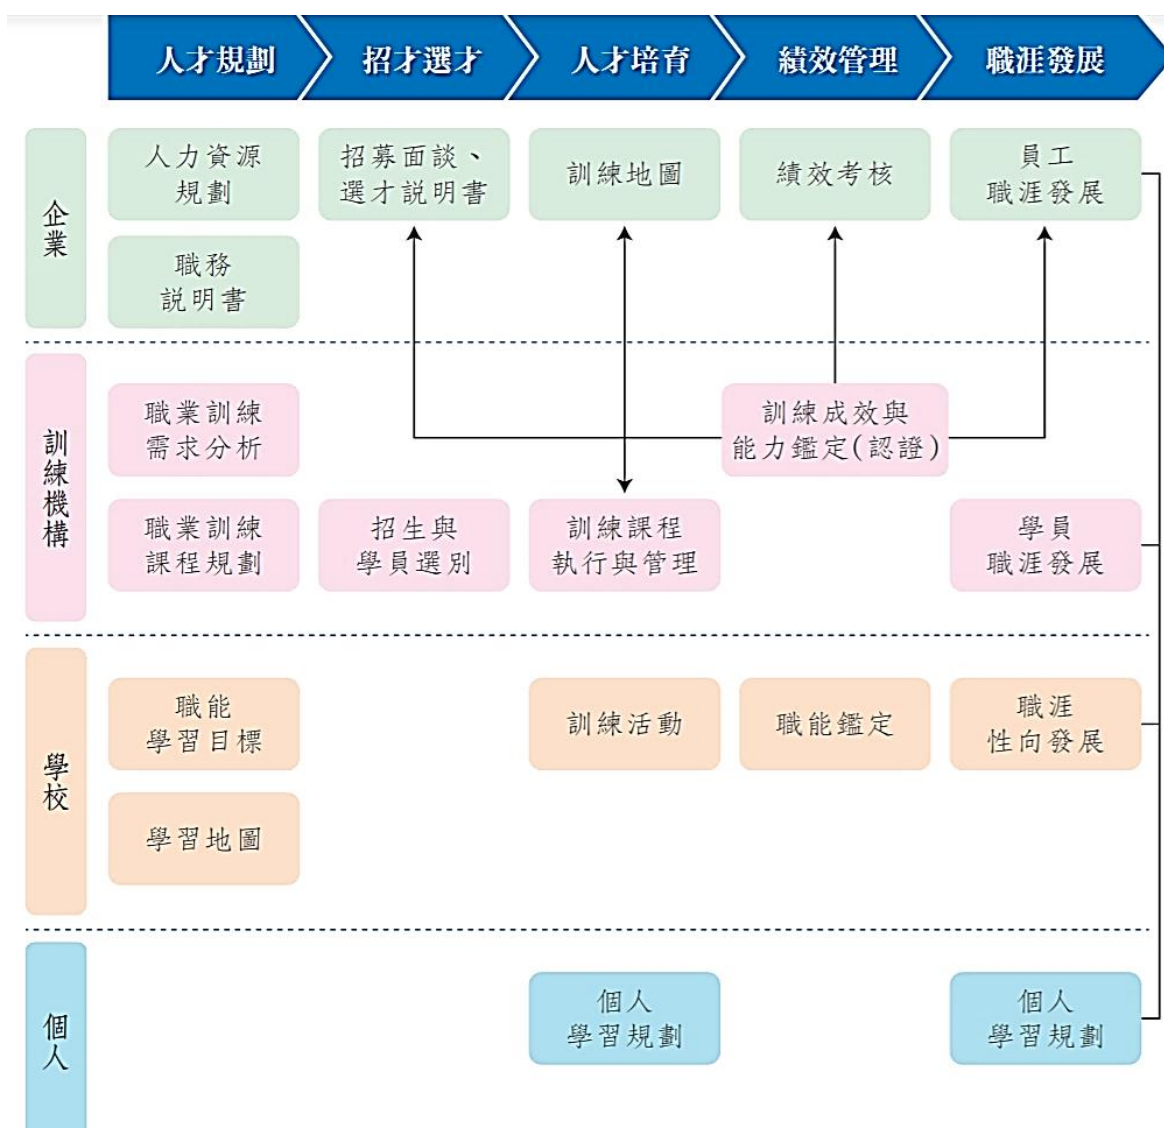 人才規劃
招才選才
人才培育
績效管理
職涯發展
企業
人力資源
規劃
招募面談、
選才說明書
訓練地圖
績效考核
員工
職涯發展
職務
說明書
訓練機構
職業訓練
需求分析
訓練成效與
能力鑑定(認證)
職業訓練
課程規劃
招生與
學員選別
訓練課程
執行與管理
學員
職涯發展
學校
職能
學習目標
訓練活動
職能鑑定
職涯
性向發展
學習地圖
個人
個人
學習規劃
個人
學習規劃